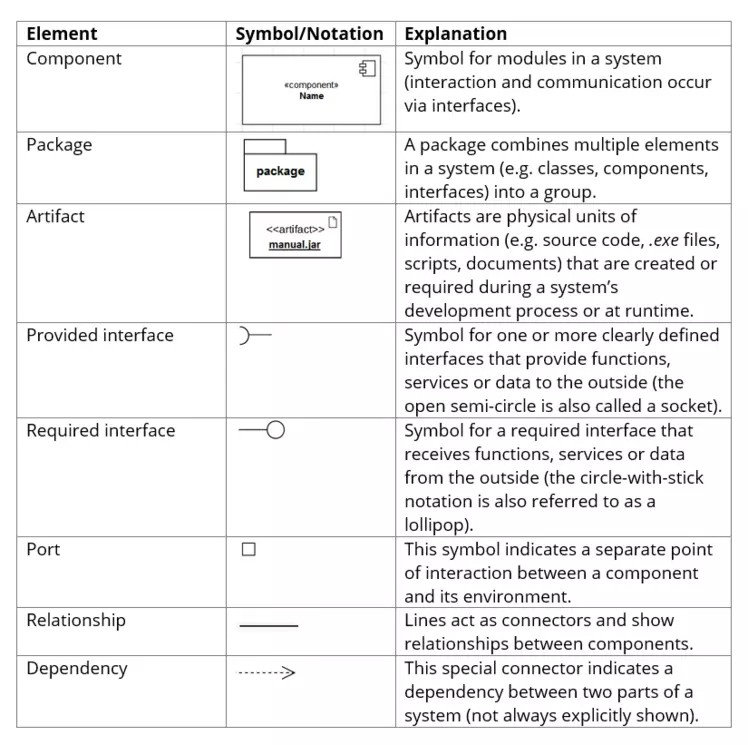 Element Symbol/Notation Explanation
Component
«component»
Name
Symbol for modules in a system
(interaction and communication occur
via interfaces).
Package
package
A package combines multiple elements
in a system (e.g. classes, components,
interfaces) into a group.
Artifact
<<artifact>>
manual.jar
Artifacts are physical units of
information (e.g. source code, .exe files,
scripts, documents) that are created or
required during a system’s
development process or at runtime.
Provided interface
Symbol for one or more clearly defined
interfaces that provide functions,
services or data to the outside (the
open semi-circle is also called a socket).
Required interface
Symbol for a required interface that
receives functions, services or data
from the outside (the circle-with-stick
notation is also referred to as a
lollipop).
Port
This symbol indicates a separate point
of interaction between a component
and its environment.
Relationship
Lines act as connectors and show
relationships between components.
Dependency
This special connector indicates a
dependency between two parts of a
system (not always explicitly shown).